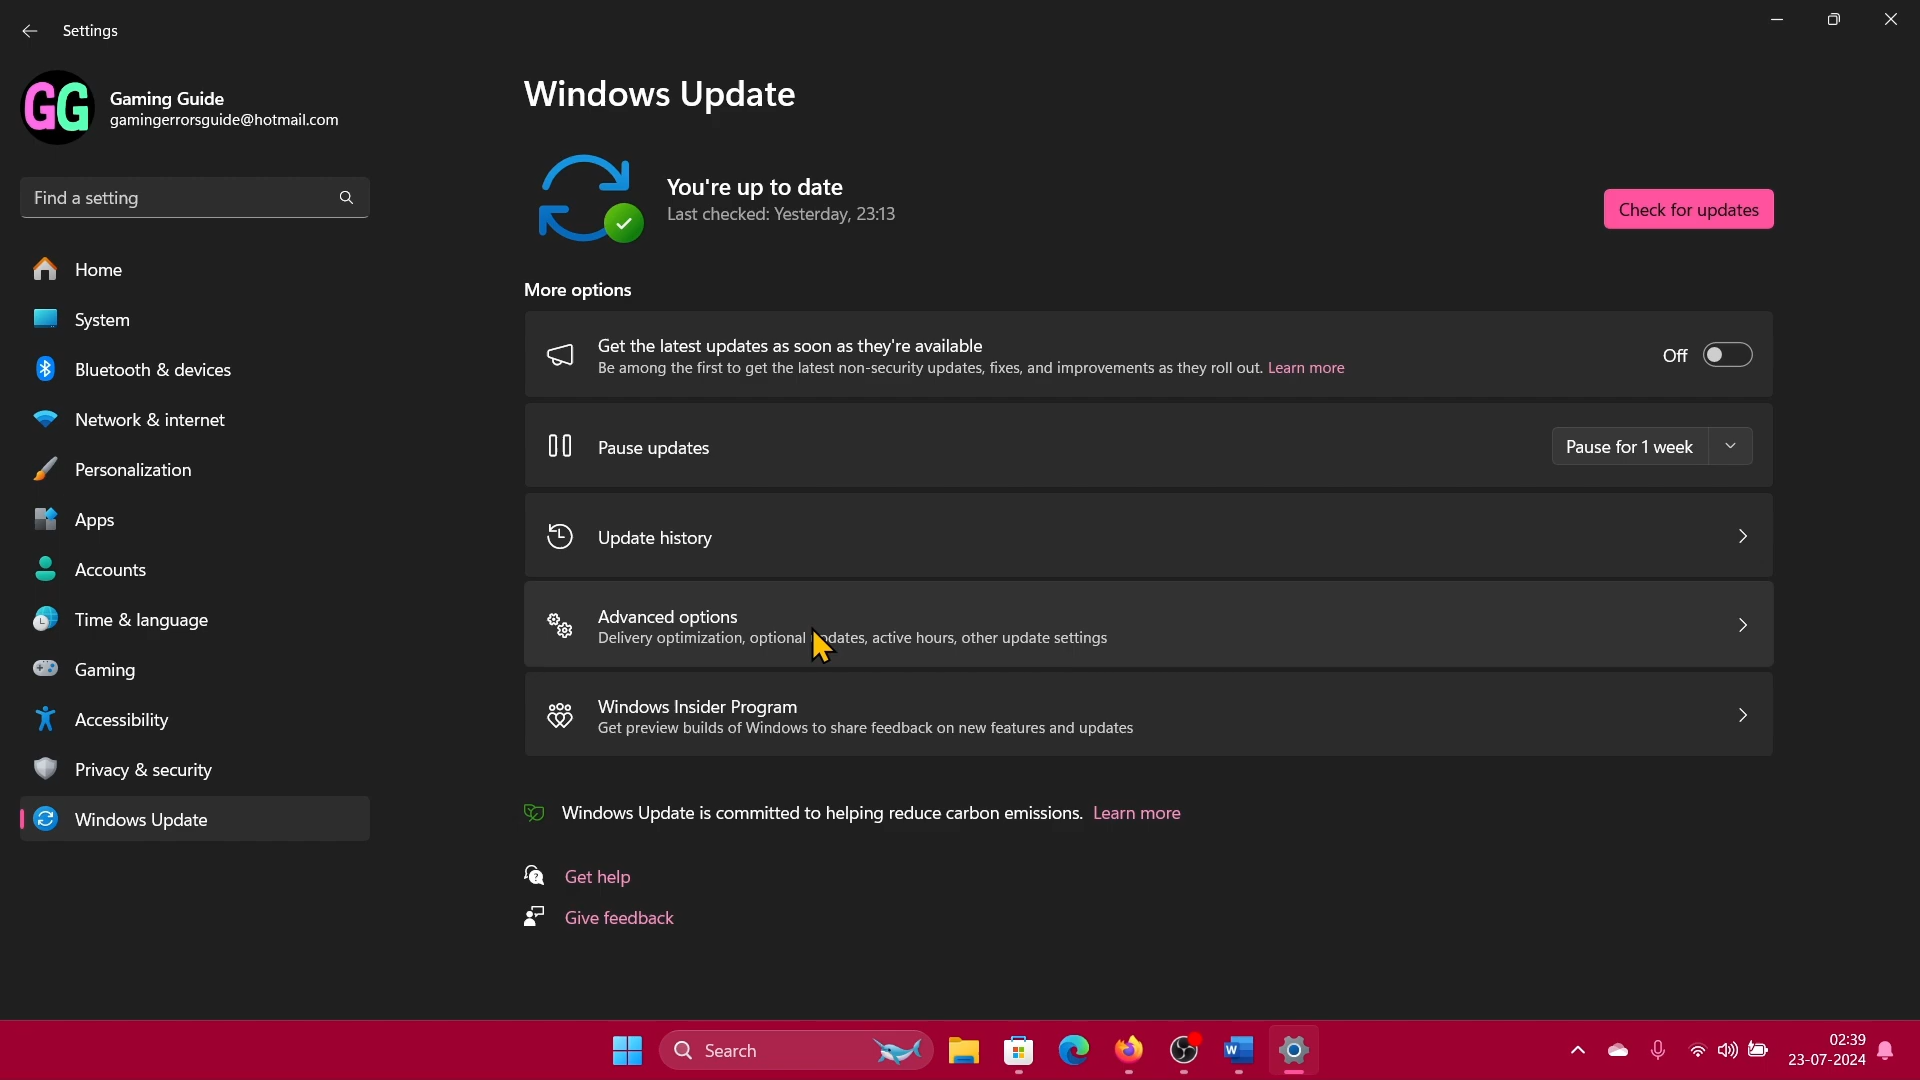 Settings
GG
Gaming Guide
gamingerrorsguide@hotmail.com
Find a setting
Home
System
Bluetooth & devices
Network & internet
Personalization
Apps
Accounts
Time & language
Gaming
Accessibility
Privacy & security
Windows Update
Windows Update
You're up to date
Last checked: Yesterday, 23:13
Check for updates
More options
Get the latest updates as soon as they're available
Be among the first to get the latest non-security updates, fixes, and improvements as they roll out. Learn more
Off
Pause updates
Pause for 1 week
Update history
Advanced options
Delivery optimization, optional updates, active hours, other update settings
Windows Insider Program
Get preview builds of Windows to share feedback on new features and updates
Windows Update is committed to helping reduce carbon emissions. Learn more
Get help
Give feedback
Search
W
02:39
23-07-2024